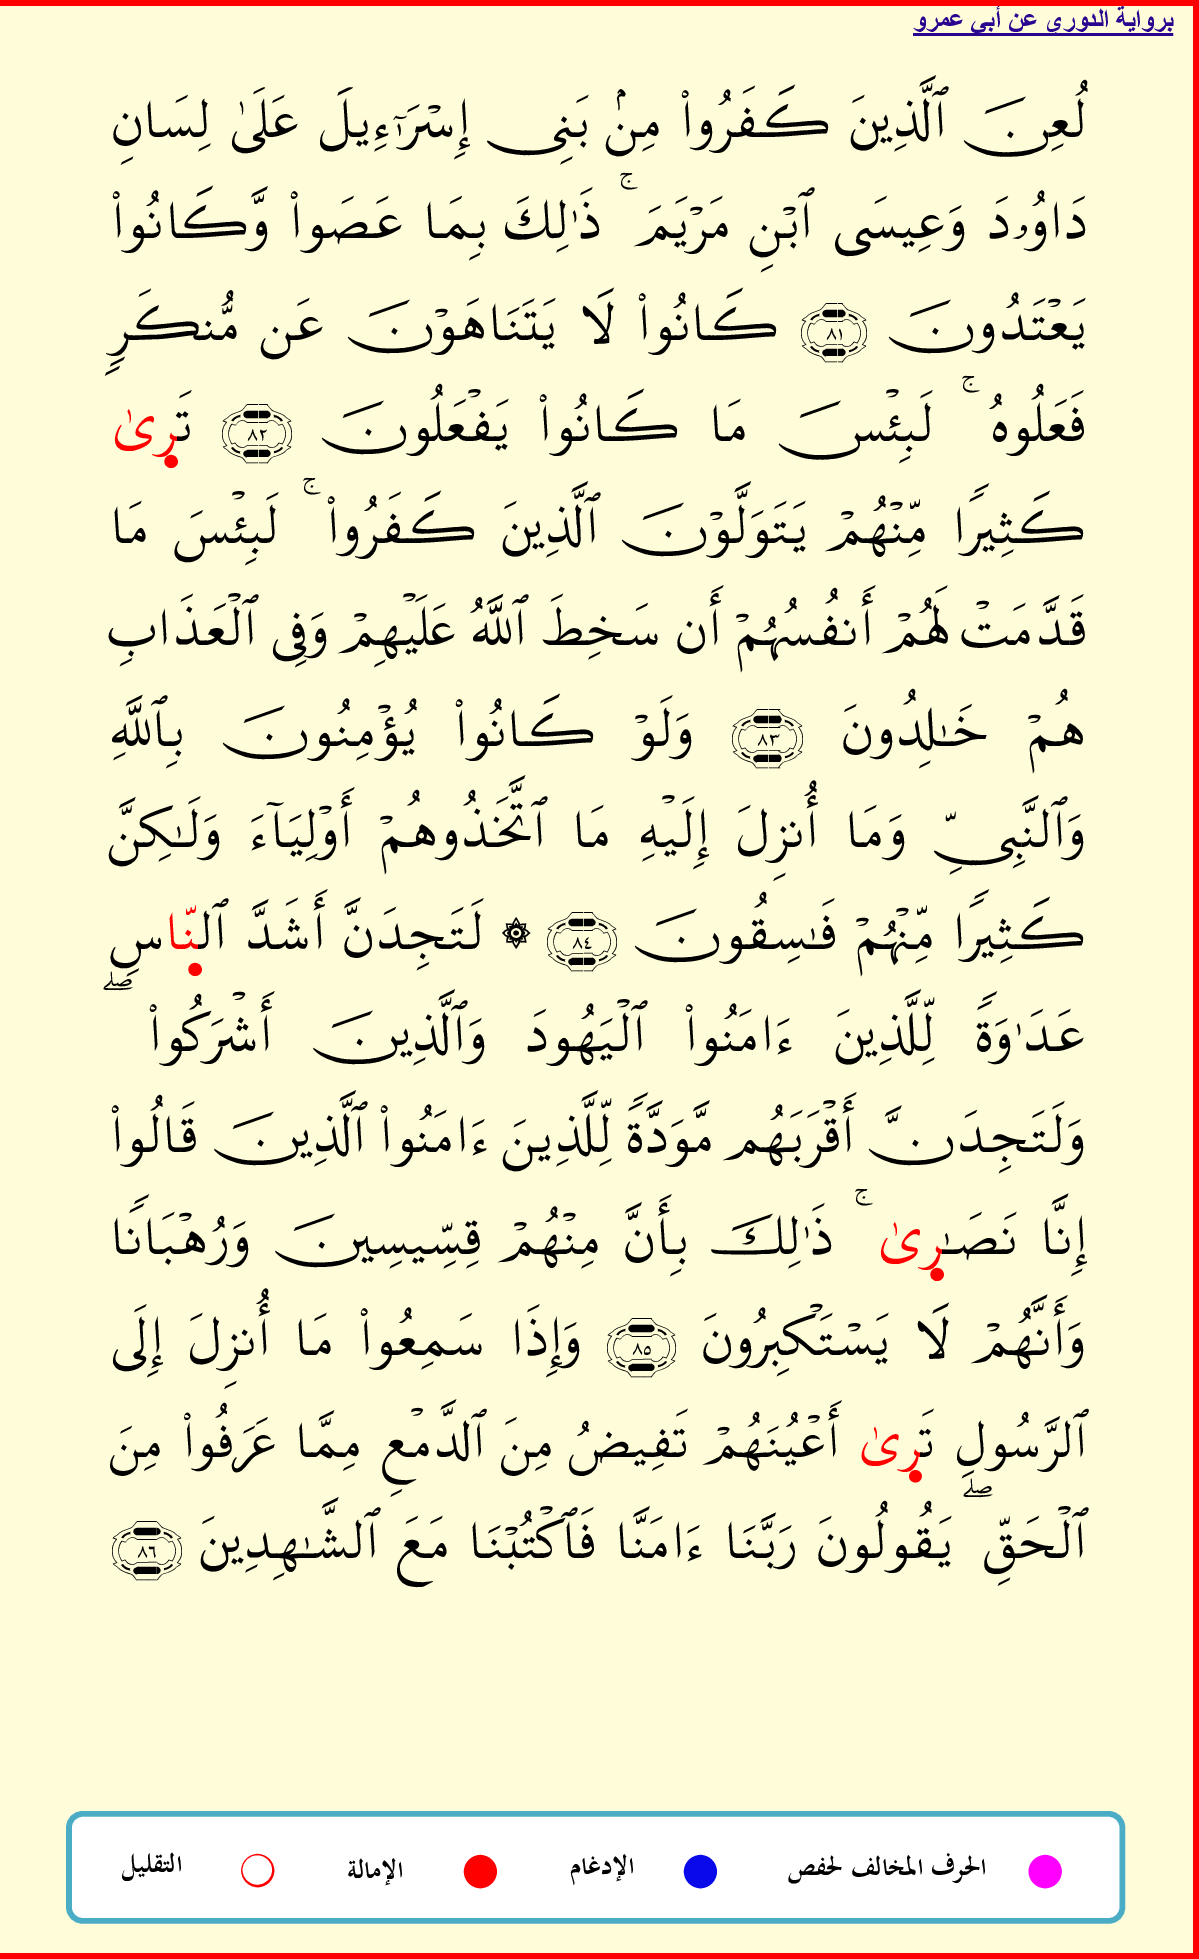 برواية الدوري عن أبي عمرو
لُعِنَ ٱلَّذِينَ كَفَرُواْ مِنۢ بَنِي إِسْرَٰٓءِيلَ عَلَىٰ لِسَانِ
دَاوُۥدَ وَعِيسَى ٱبْنِ مَرْيَمَ ۚ ذَٰلِكَ بِمَا عَصَواْ وَّكَانُواْ
يَعْتَدُونَ ٨١ كَانُواْ لَا يَتَنَاهَوْنَ عَن مُّنكَرٍ
فَعَلُوهُ ۚ لَبِئْسَ مَا كَانُواْ يَفْعَلُونَ ٨٢ تَرِىٰ
كَثِيرًا مِّنْهُمْ يَتَوَلَّوْنَ ٱلَّذِينَ كَفَرُواْ ۚ لَبِئْسَ مَا
قَدَّمَتْ لَهُمْ أَنفُسُهُمْ أَن سَخِطَ ٱللَّهُ عَلَيْهِمْ وَفِي ٱلْعَذَابِ
هُمْ خَٰلِدُونَ ٨٣ وَلَوْ كَانُواْ يُؤْمِنُونَ بِٱللَّهِ
وَٱلنَّبِيِّ وَمَا أُنزِلَ إِلَيْهِ مَا ٱتَّخَذُوهُمْ أَوْلِيَآءَ وَلَٰكِنَّ
كَثِيرًا مِّنْهُمْ فَٰسِقُونَ ٨٤ ۞ لَتَجِدَنَّ أَشَدَّ ٱلنَّاسِ
عَدَٰوَةً لِّلَّذِينَ ءَامَنُواْ ٱلْيَهُودَ وَٱلَّذِينَ أَشْرَكُواْ ۖ
وَلَتَجِدَنَّ أَقْرَبَهُم مَّوَدَّةً لِّلَّذِينَ ءَامَنُواْ ٱلَّذِينَ قَالُواْ
إِنَّا نَصَٰرِىٰ ۚ ذَٰلِكَ بِأَنَّ مِنْهُمْ قِسِّيسِينَ وَرُهْبَانًا
وَأَنَّهُمْ لَا يَسْتَكْبِرُونَ ٨٥ وَإِذَا سَمِعُواْ مَا أُنزِلَ إِلَى
ٱلرَّسُولِ تَرِىٰ أَعْيُنَهُمْ تَفِيضُ مِنَ ٱلدَّمْعِ مِمَّا عَرَفُواْ مِنَ
ٱلْحَقِّ ۖ يَقُولُونَ رَبَّنَا ءَامَنَّا فَٱكْتُبْنَا مَعَ ٱلشَّٰهِدِينَ ٨٦
الحرف المخالف لحفص الإدغام الإمالة التقليل